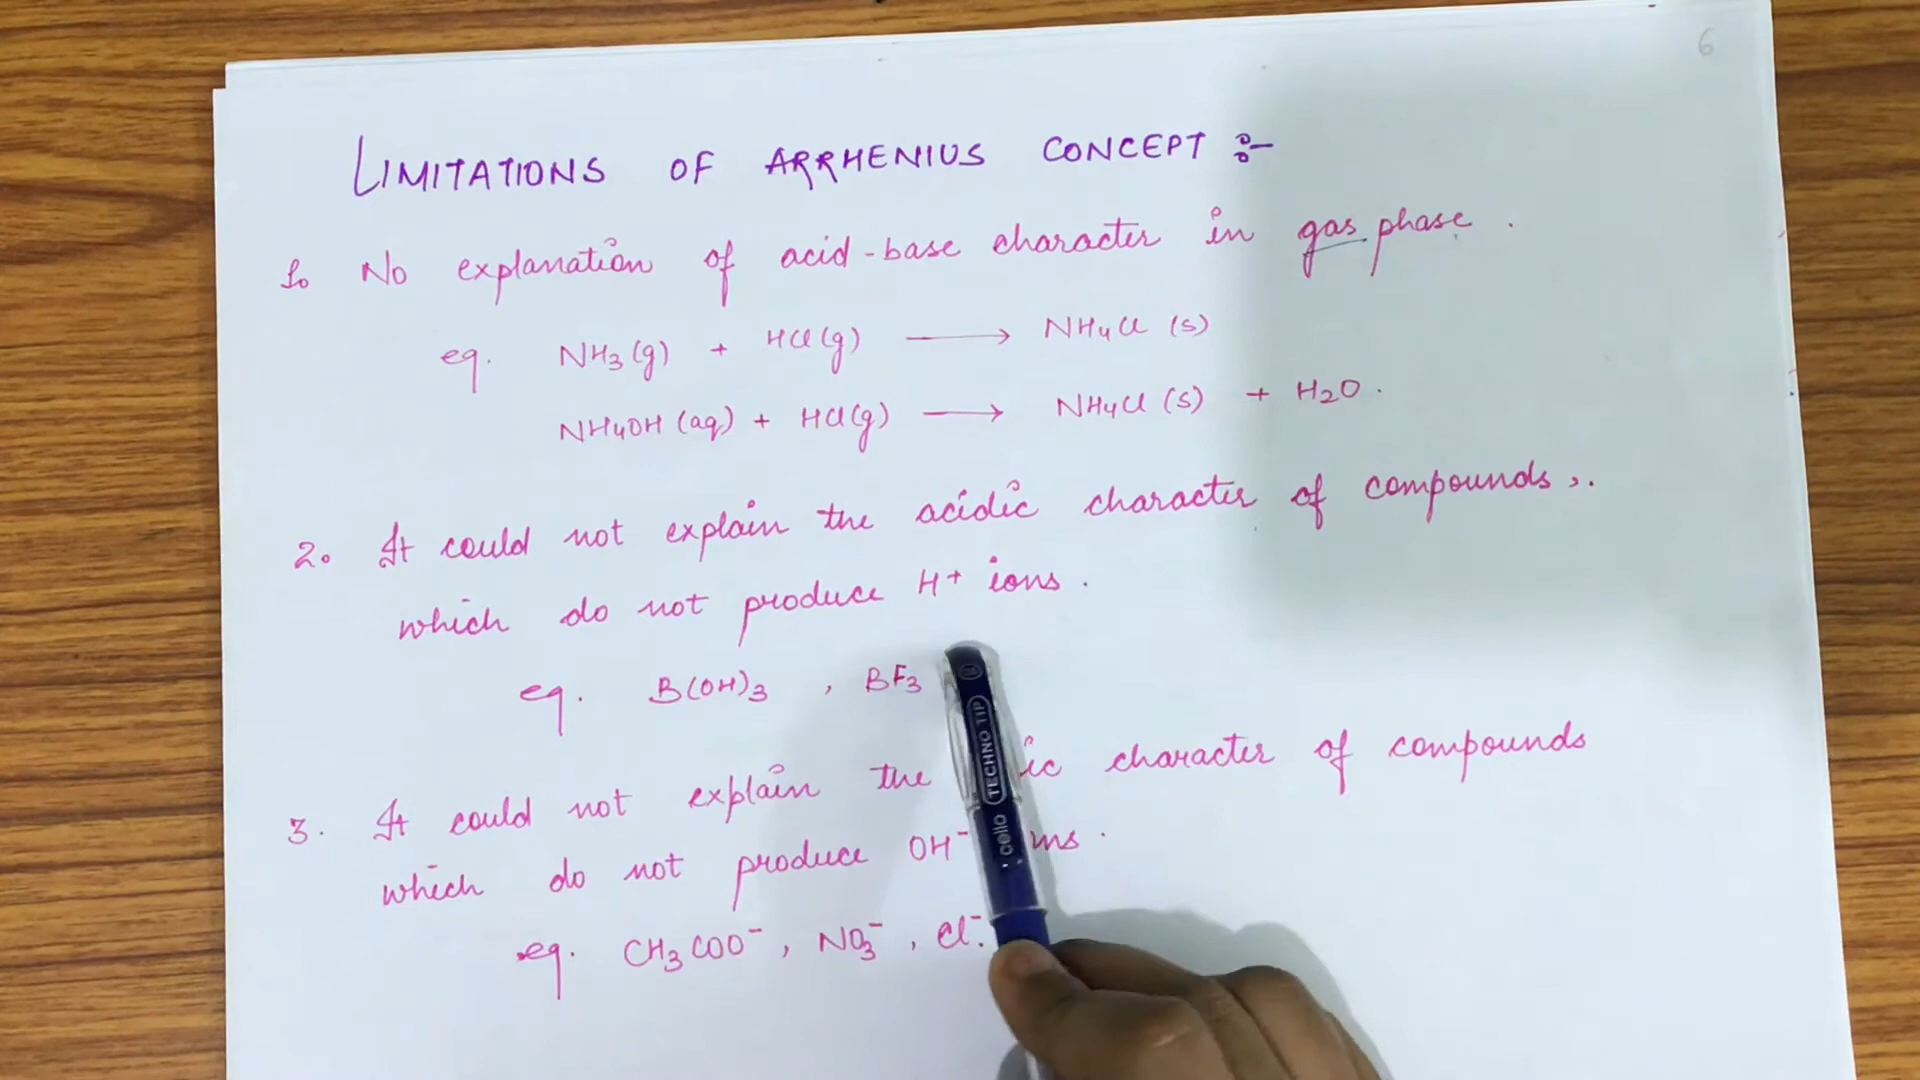 6
LIMITATIONS OF ARRHENIUS CONCEPT :-
1. No explanation of acid-base character in gas phase.
eg. NH3(g) + HCl(g) ⟶ NH4Cl (s)
NH4OH (aq) + HCl(g) ⟶ NH4Cl (s) + H2O.
2. It could not explain the acidic character of compounds,.
which do not produce H+ ions.
eg. B(OH)3 , BF3
3. It could not explain the character of compounds
which do not produce OH-
eg. CH3COO-, NO3-, Cl-.
cello TECHNO TIP